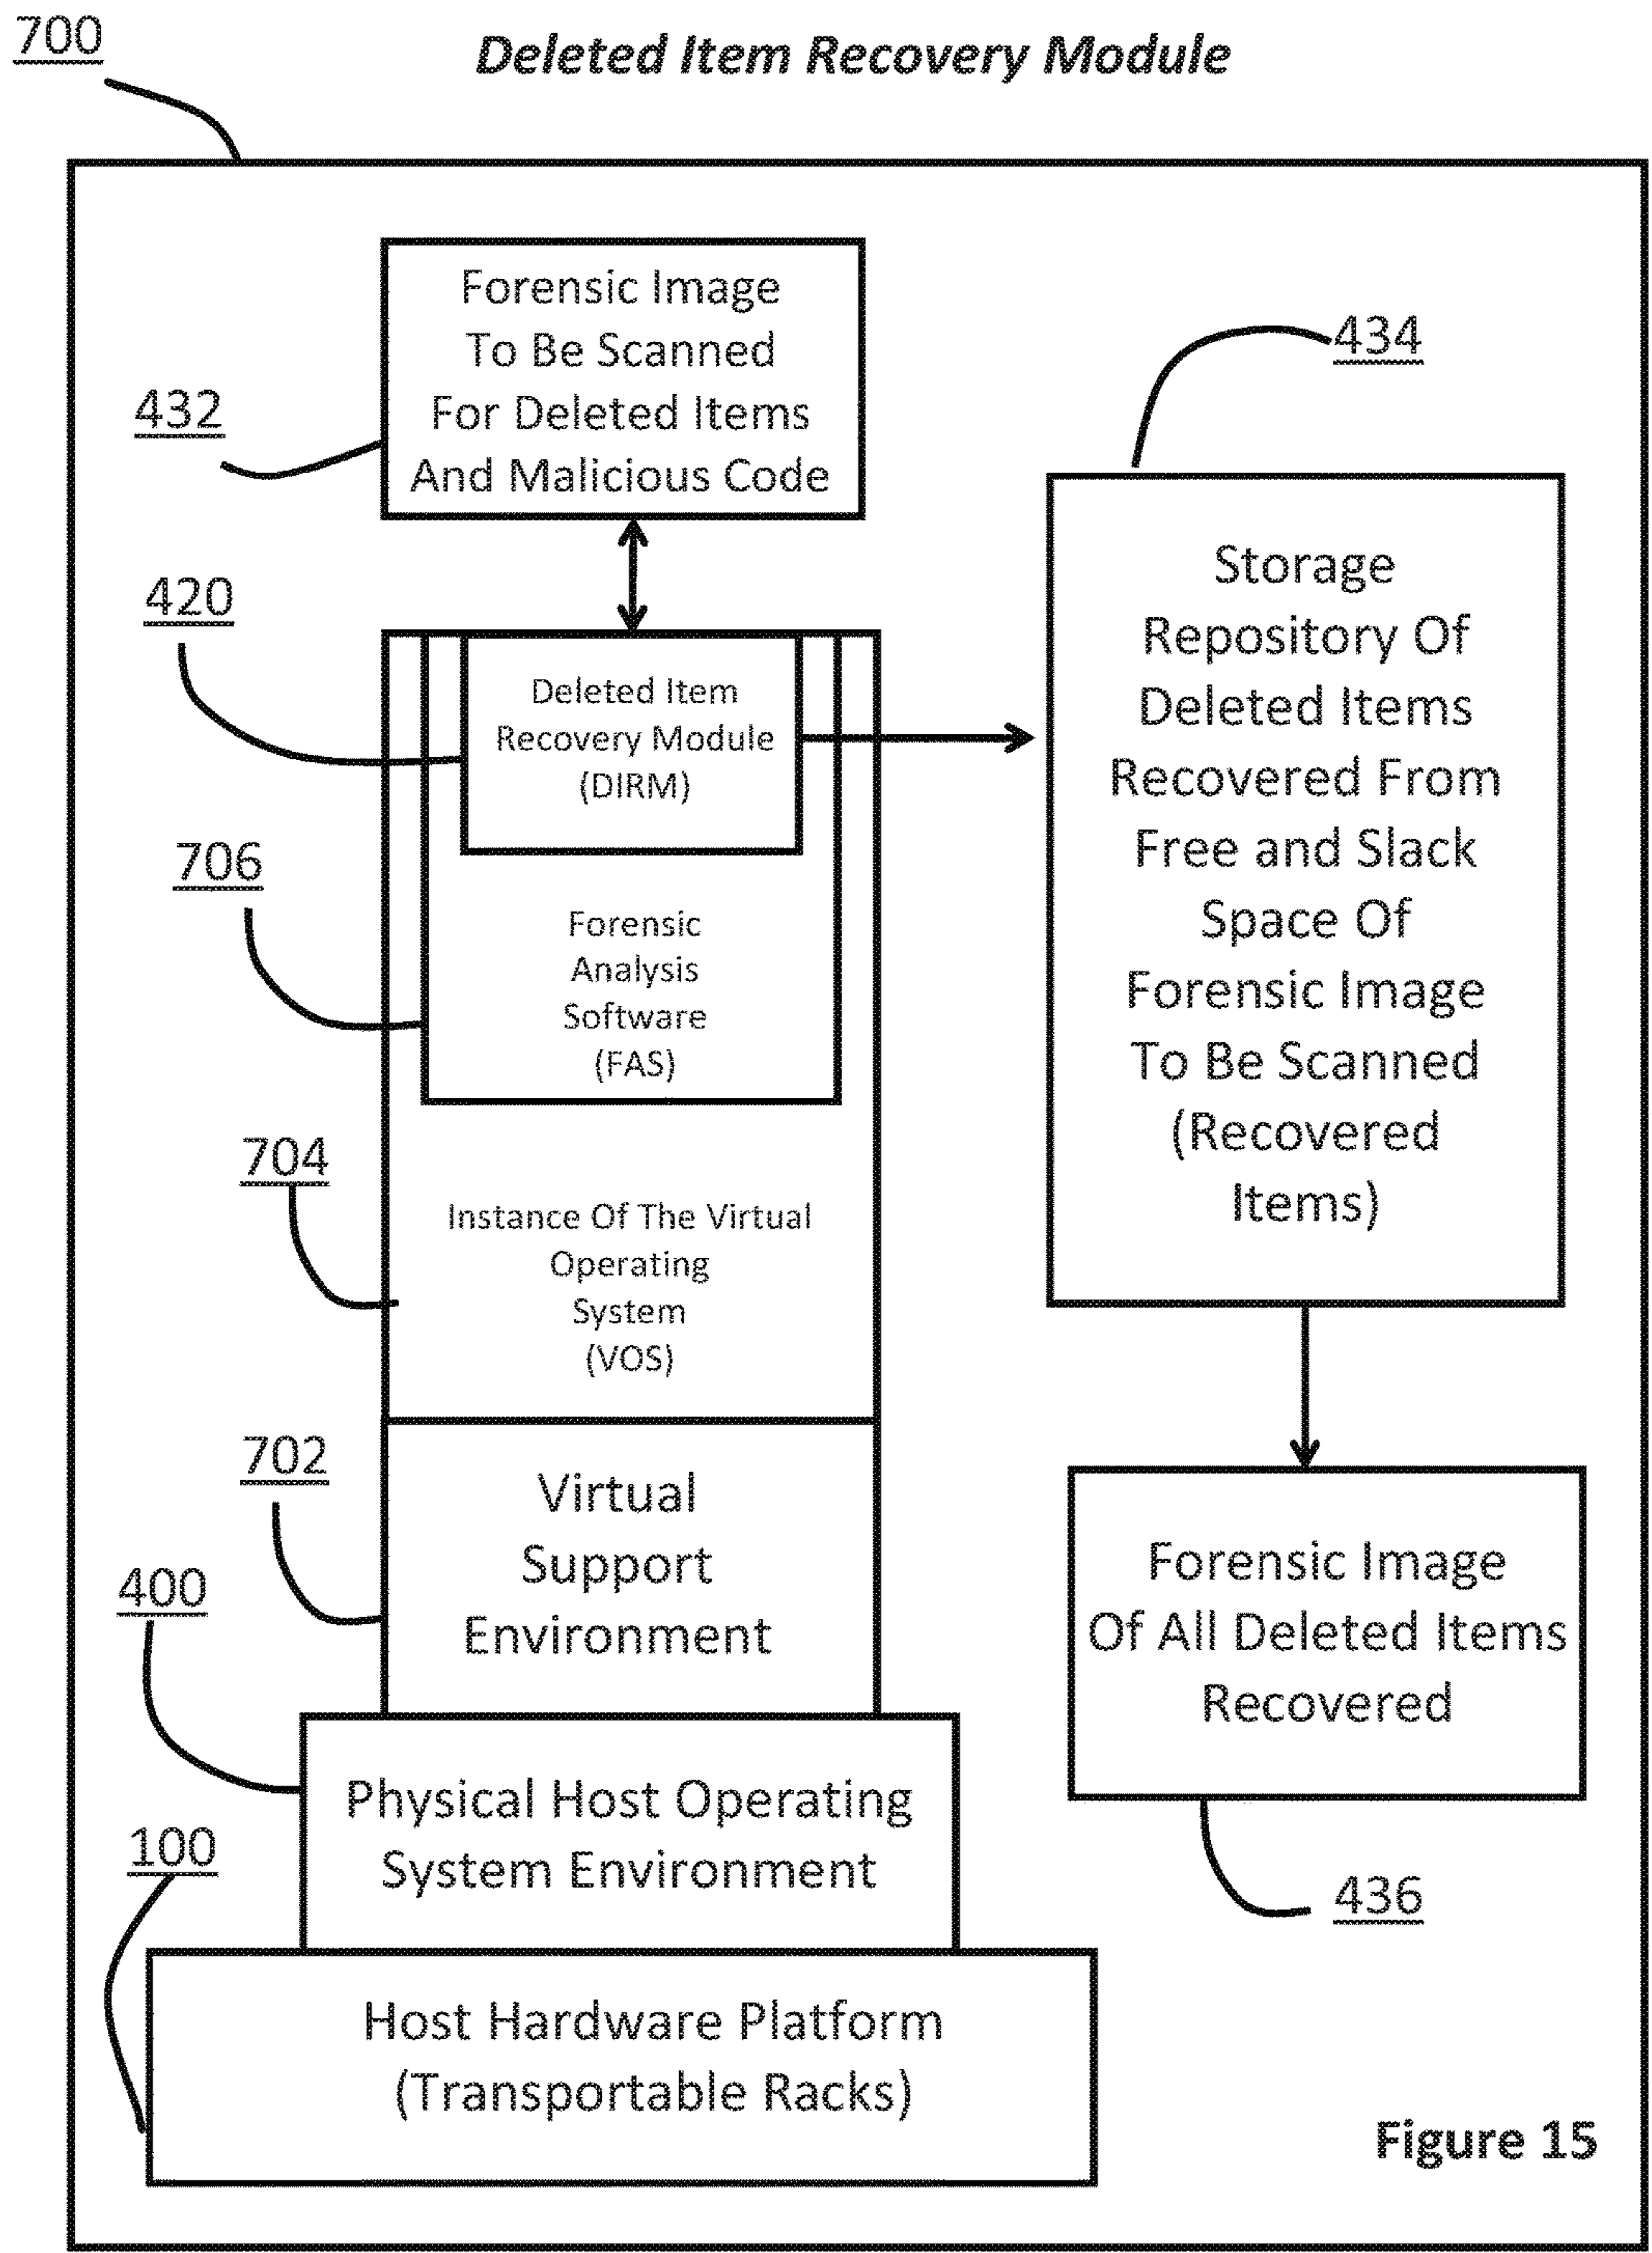 700
Deleted Item Recovery Module
Forensic Image
To Be Scanned
For Deleted Items
And Malicious Code
432
434
420
Deleted Item
Recovery Module
(DIRM)
Storage
Repository Of
Deleted Items
Recovered From
Free and Slack
Space Of
Forensic Image
To Be Scanned
(Recovered
Items)
706
Forensic
Analysis
Software
(FAS)
704
Instance Of The Virtual
Operating
System
(VOS)
702
Virtual
Support
Environment
Forensic Image
Of All Deleted Items
Recovered
400
Physical Host Operating
System Environment
436
100
Host Hardware Platform
(Transportable Racks)
Figure 15